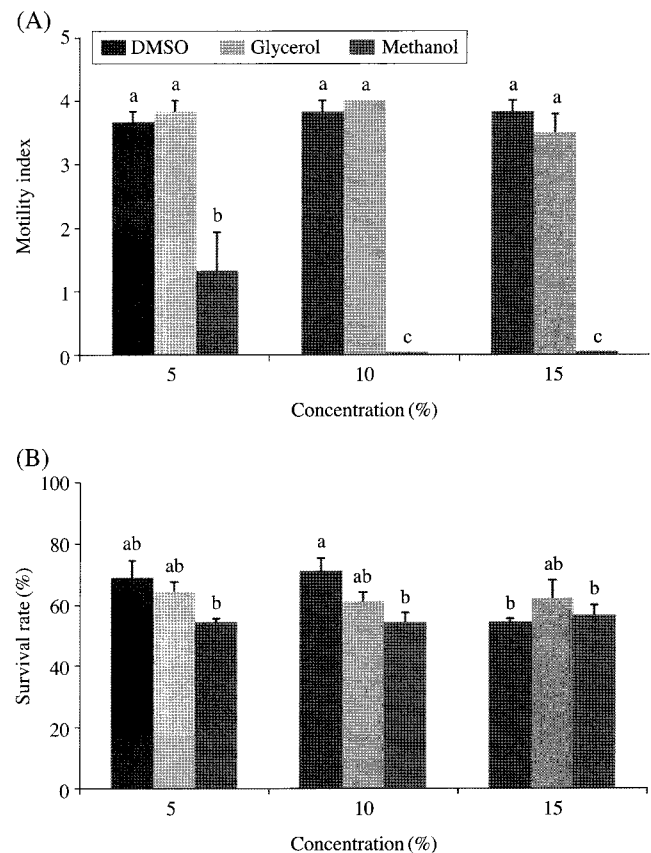 (A)
5
DMSO Glycerol Methanol
a a a a a a
4
3
Motility index
b
2
1
c c
0
5 10 15
Concentration (%)
(B)
100
80
ab ab b a ab b b ab b
60
Survival rate (%)
40
20
0
5 10 15
Concentration (%)